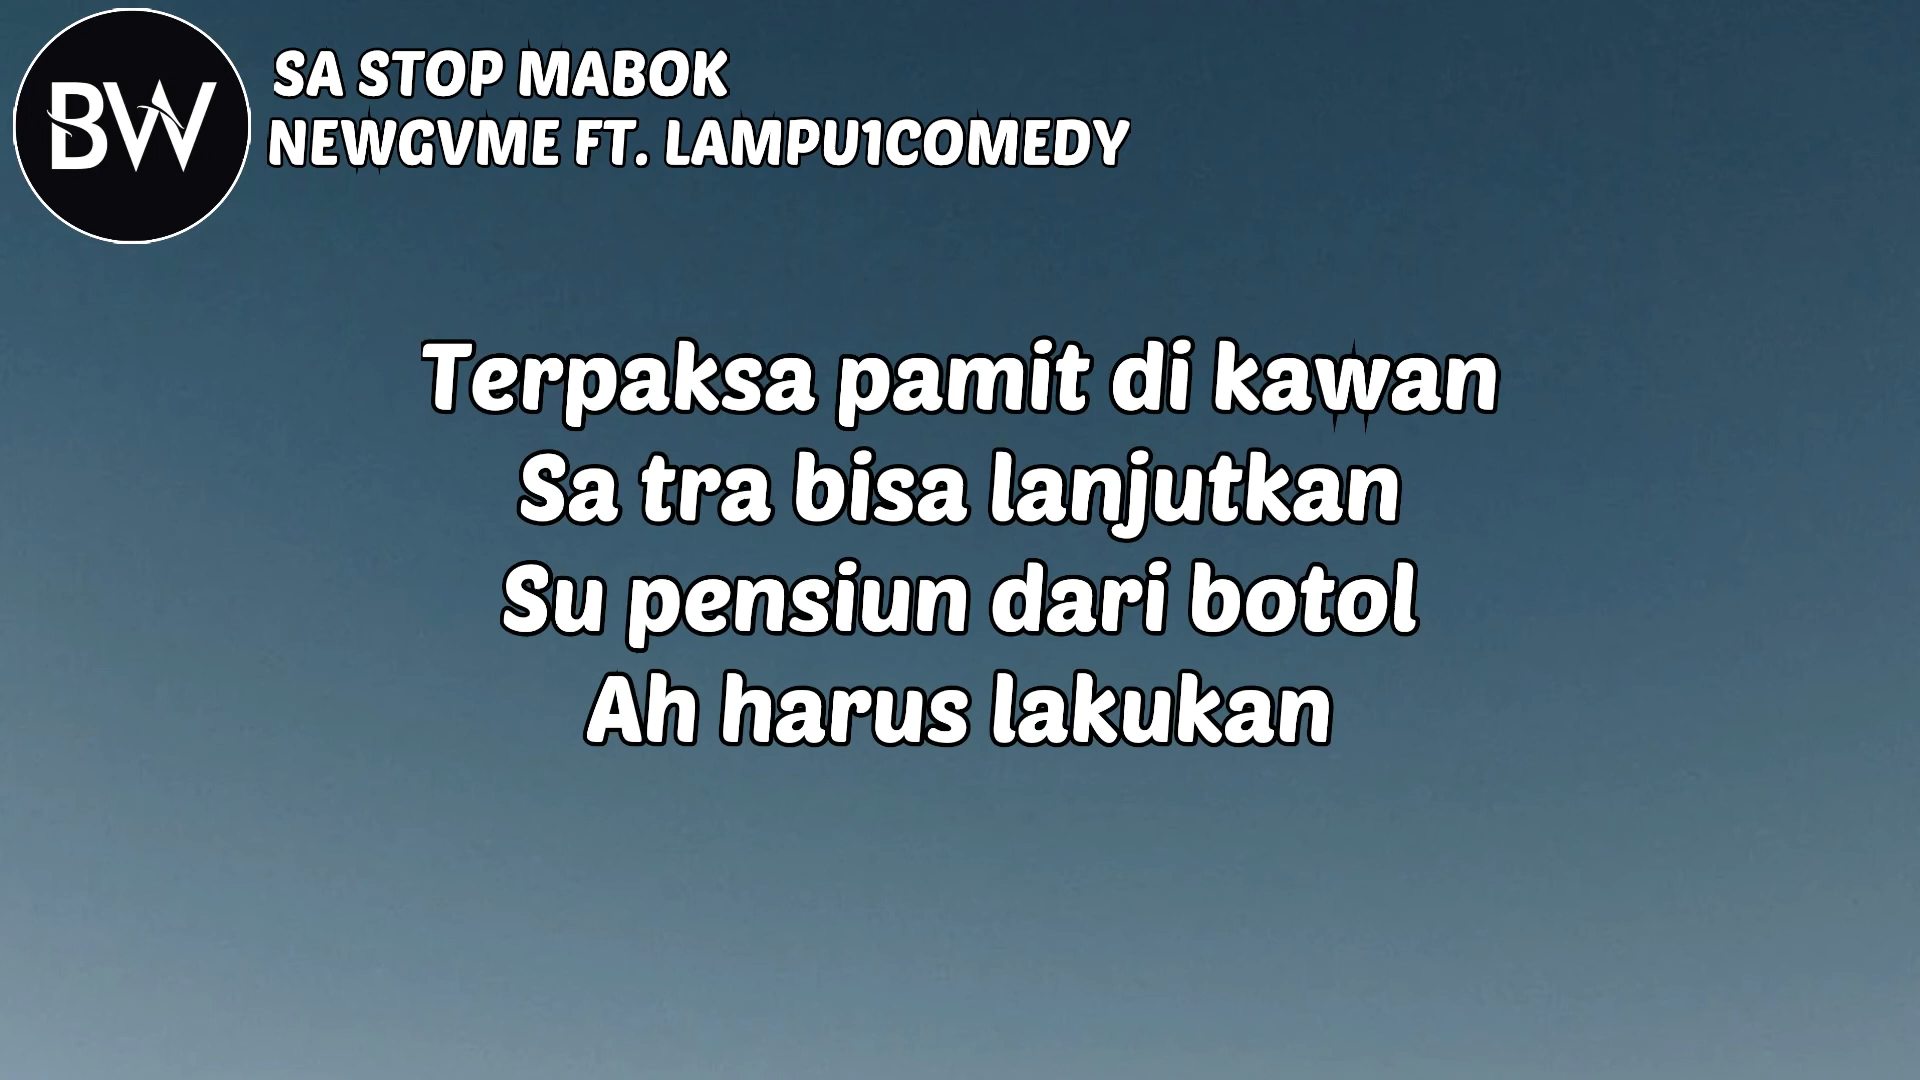 BW
SA STOP MABOK
NEWGVME FT. LAMPU1COMEDY
Terpaksa pamit di kawan
Sa tra bisa lanjutkan
Su pensiun dari botol
Ah harus lakukan